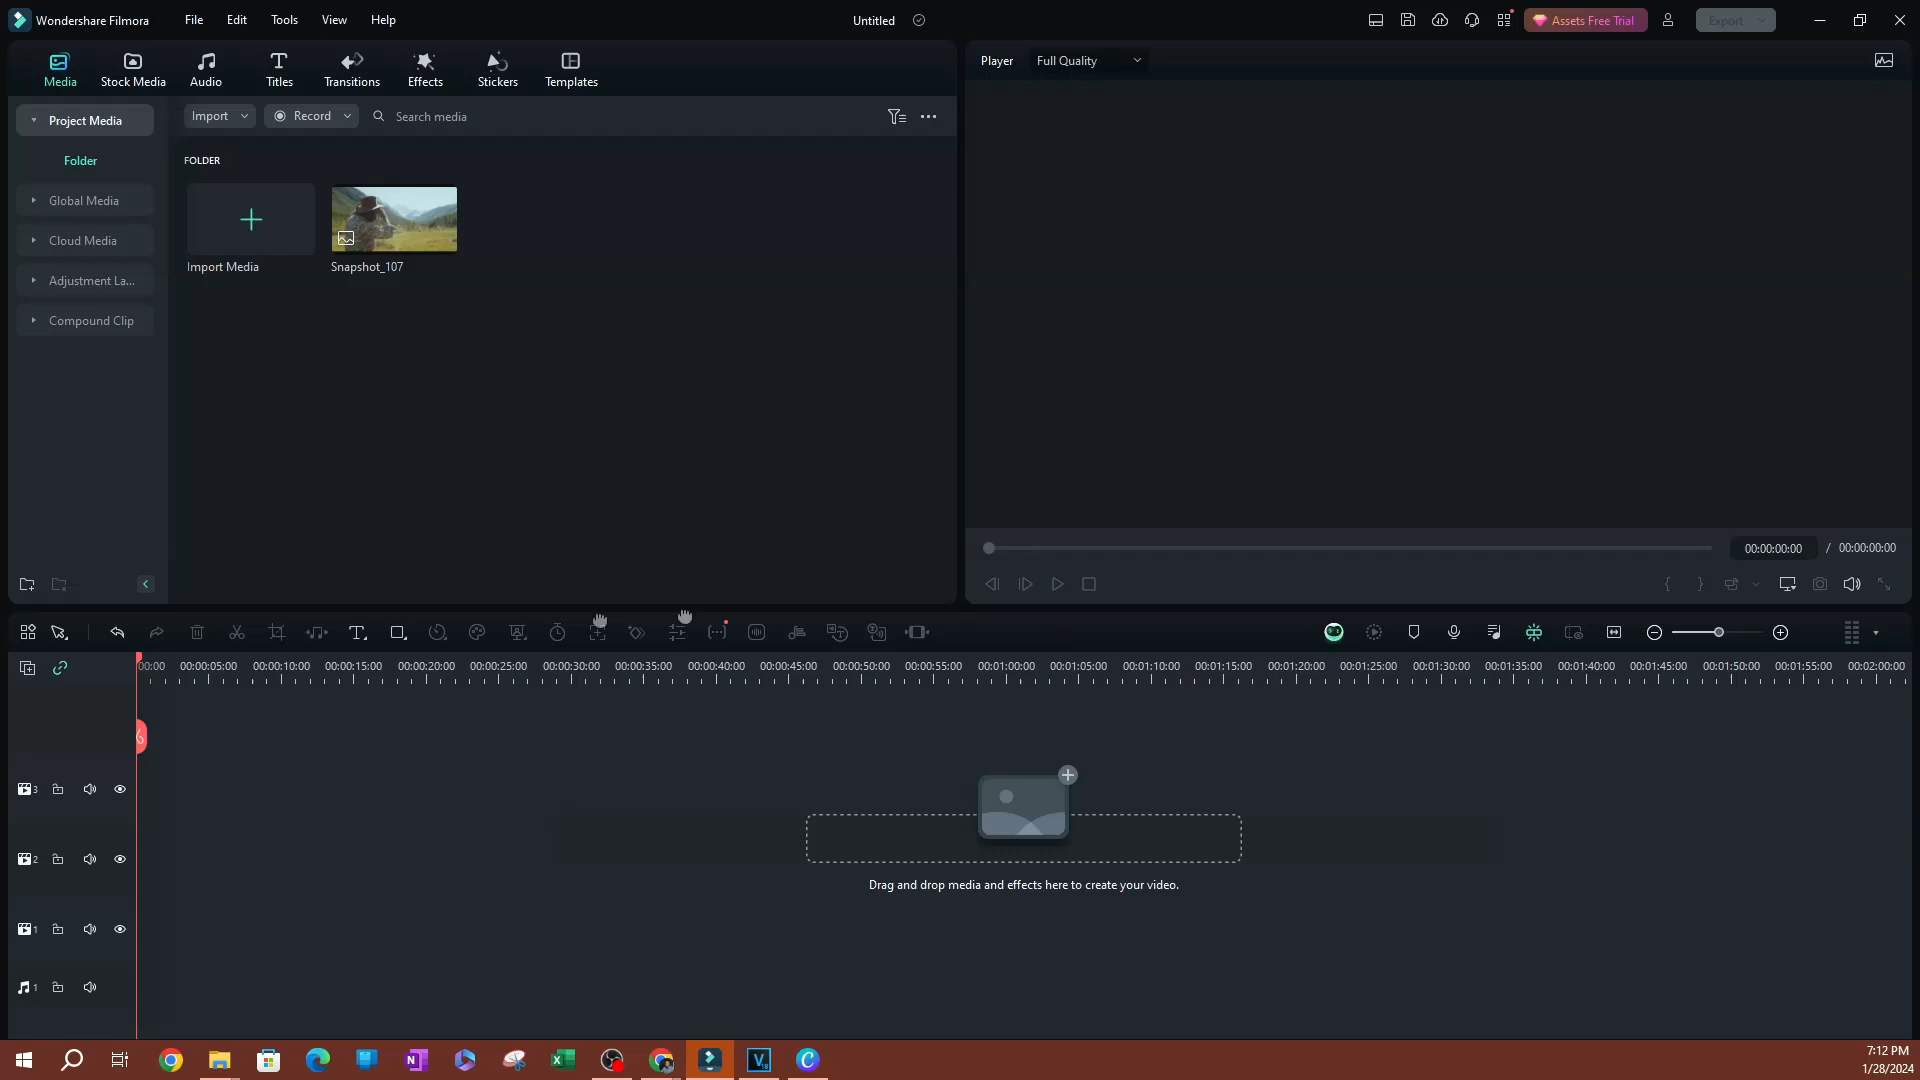 Wondershare Filmora
File
Edit
Tools
View
Help
Untitled
Assets Free Trial
Export
Media
Stock Media
Audio
Titles
Transitions
Effects
Stickers
Templates
Player
Full Quality
Project Media
Import
Record
Search media
Folder
FOLDER
Global Media
Cloud Media
Adjustment La...
Compound Clip
Import Media
Snapshot_107
00:00:00:00
/
00:00:00:00
00:00
00:00:05:00
00:00:10:00
00:00:15:00
00:00:20:00
00:00:25:00
00:00:30:00
00:00:35:00
00:00:40:00
00:00:45:00
00:00:50:00
00:00:55:00
00:01:00:00
00:01:05:00
00:01:10:00
00:01:15:00
00:01:20:00
00:01:25:00
00:01:30:00
00:01:35:00
00:01:40:00
00:01:45:00
00:01:50:00
00:01:55:00
00:02:00:00
3
2
Drag and drop media and effects here to create your video.
1
1
7:12 PM
1/28/2024